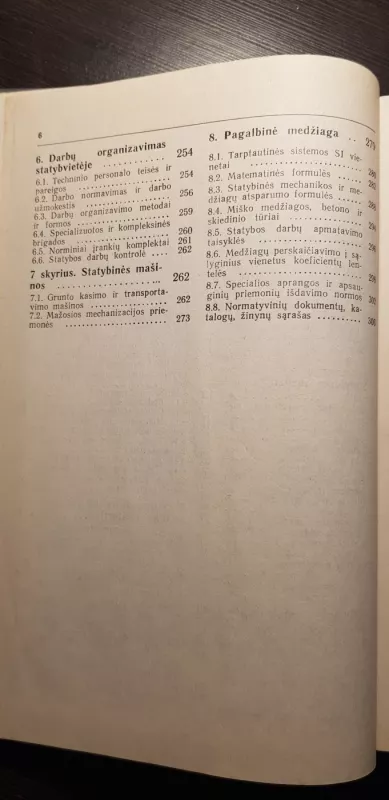 6
6. Darbų organizavimas
statybvietėje . . . . . . . . . . . 254
6.1. Techninio personalo teisės ir
pareigos . . . . . . . . . . . . . . . . . 254
6.2. Darbo normavimas ir darbo
užmokestis . . . . . . . . . . . . . . . 256
6.3. Darbų organizavimo metodai
ir formos . . . . . . . . . . . . . . . . 259
6.4. Specializuotos ir kompleksinės
brigados . . . . . . . . . . . . . . . . 260
6.5. Norminiai įrankių komplektai 261
6.6. Statybos darbų kontrolė . . . . 262
7 skyrius. Statybinės maši-
nos . . . . . . . . . . . . . . . . . . 262
7.1. Grunto kasimo ir transporta-
vimo mašinos . . . . . . . . . . . . . 262
7.2. Mažosios mechanizacijos prie-
monės . . . . . . . . . . . . . . . . . . 273
8. Pagalbinė medžiaga . .
8.1. Tarptautinės sistemos SI vie-
netai . . . . . . . . . . . . . . . . . .
8.2. Matematinės formulės . . . . .
8.3. Statybinės mechanikos ir me-
džiagų atsparumo formulės . . . .
8.4. Miško medžiagos, betono ir
skiedinio tūriai . . . . . . . . . . . .
8.5. Statybos darbų apmatavimo
taisyklės . . . . . . . . . . . . . . . .
8.6. Medžiagų perskaičiavimo į są-
lyginius vienetus koeficientų len-
telės . . . . . . . . . . . . . . . . . . .
8.7. Specialios aprangos ir apsau-
ginių priemonių išdavimo normos
8.8. Normatyvinių dokumentų, ka-
talogų, žinynų sąrašas . . . . . . . .